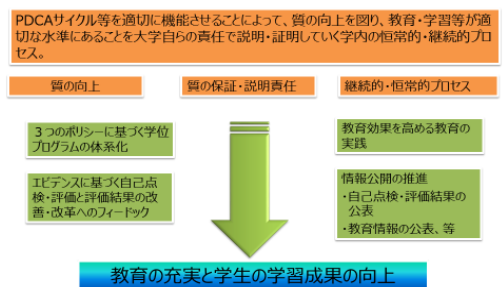 PDCAサイクル等を適切に機能させることによって、質の向上を図り、教育・学習等が適
切な水準にあることを大学自らの責任で説明・証明していく学内の恒常的・継続的プロ
セス。
質の向上
質の保証・説明責任
継続的・恒常的プロセス
３つのポリシーに基づく学位
プログラムの体系化
エビデンスに基づく自己点
検・評価と評価結果の改
善・改革へのフィードック
教育効果を高める教育の
実践
情報公開の推進
・自己点検・評価結果の
公表
・教育情報の公表、等
教育の充実と学生の学習成果の向上